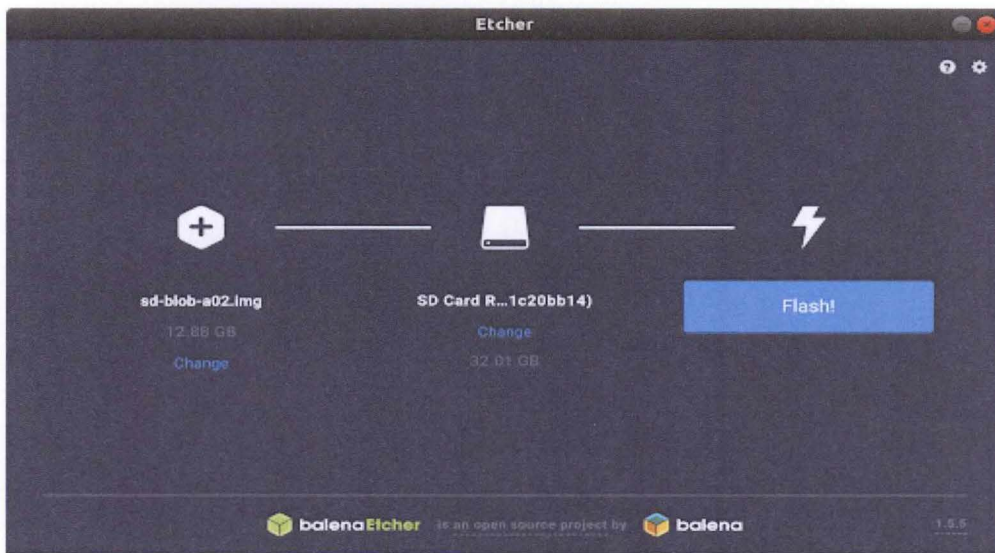 Etcher
sd-blob-a02.img
12.88 GB
Change
SD Card R...1c20bb14)
Change
32.01 GB
Flash!
balenaEtcher is an open source project by balena
1.5.5